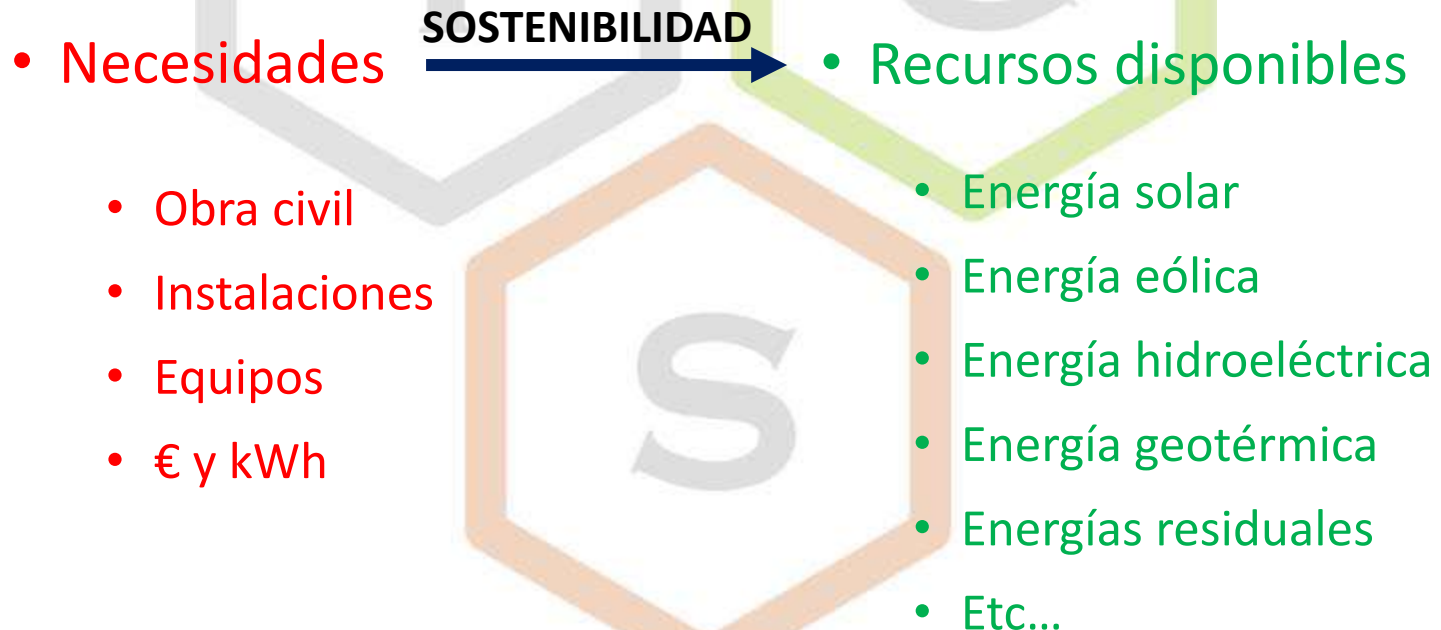 SOSTENIBILIDAD
• Necesidades
• Obra civil
• Instalaciones
• Equipos
• € y kWh
• Recursos disponibles
• Energía solar
• Energía eólica
• Energía hidroeléctrica
• Energía geotérmica
• Energías residuales
• Etc...
S